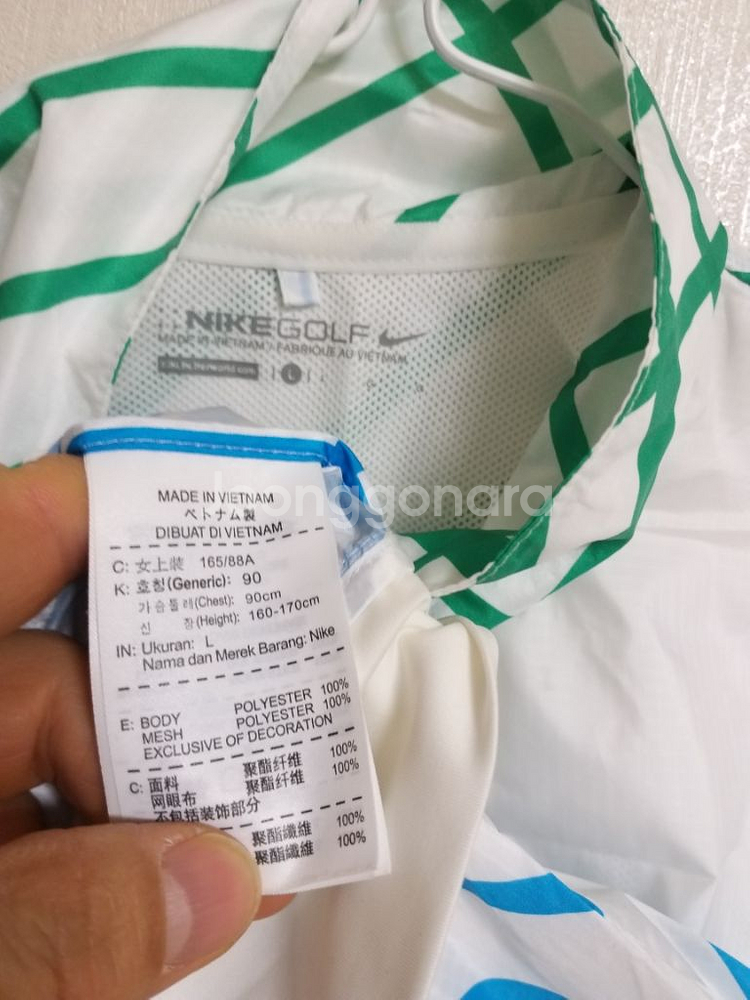 NIKEGOLF
MADE IN VIETNAM / FABRIQUÉ AU VIETNAM
L
joonggonara
MADE IN VIETNAM
ベトナム製
DIBUAT DI VIETNAM
C: 女上装 165/88A
K: 호칭(Generic): 90
가슴둘레(Chest): 90cm
신 장(Height): 160-170cm
IN: Ukuran: L
Nama dan Merek Barang: Nike
E: BODY POLYESTER 100%
MESH POLYESTER 100%
EXCLUSIVE OF DECORATION
C: 面料 聚酯纤维 100%
网眼布 聚酯纤维 100%
不包括装饰部分
聚酯纖維 100%
聚酯纖維 100%